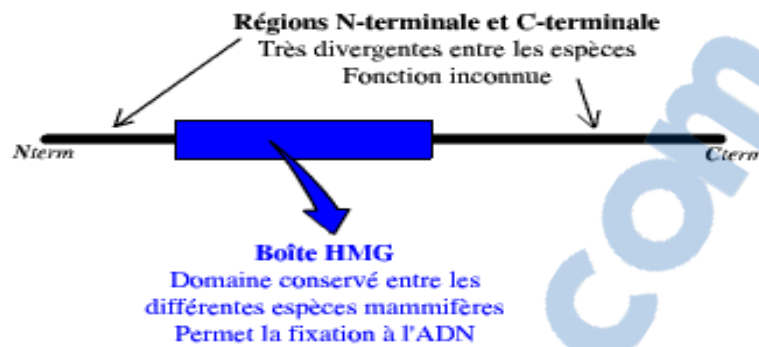 Régions N-terminale et C-terminale
Très divergentes entre les espèces
Fonction inconnue
Nterm
Cterm
Boîte HMG
Domaine conservé entre les
différentes espèces mammifères
Permet la fixation à l'ADN
com